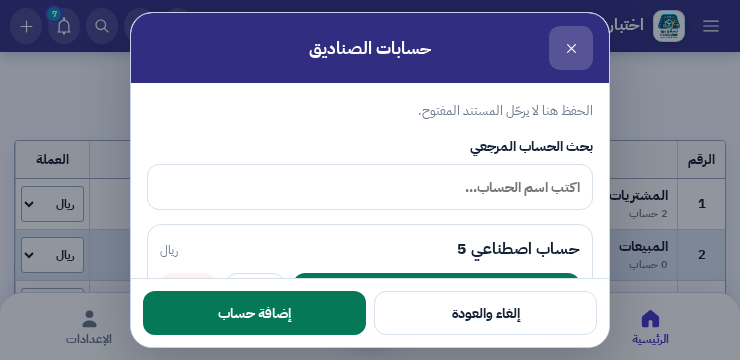 اختبار
7
حسابات الصناديق
الحفظ هنا لا يرحّل المستند المفتوح.
بحث الحساب المرجعي
اكتب اسم الحساب...
حساب اصطناعي 5
ريال
إلغاء والعودة
إضافة حساب
الرقم
العملة
1
المشتريات
2 حساب
ريال
2
المبيعات
0 حساب
ريال
الرئيسية
الإعدادات